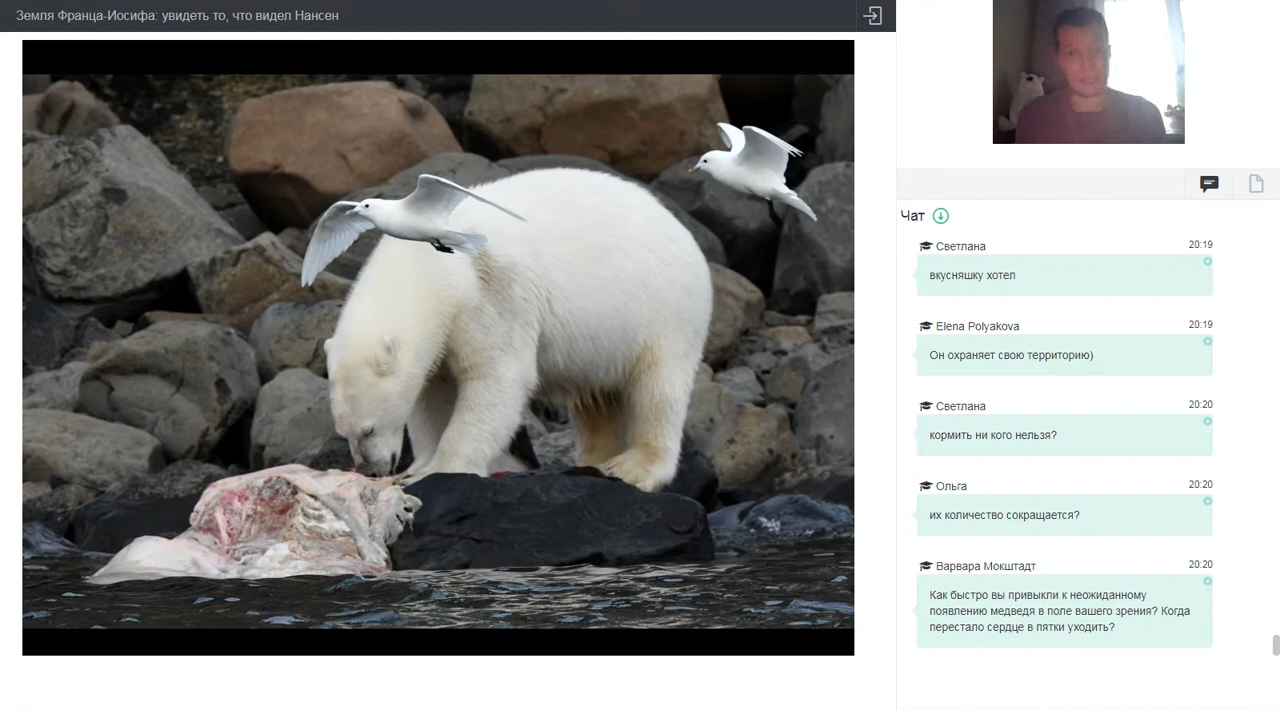 Земля Франца-Иосифа: увидеть то, что видел Нансен
Чат
Светлана 20:19
вкусняшку хотел
Elena Polyakova 20:19
Он охраняет свою территорию)
Светлана 20:20
кормить ни кого нельзя?
Ольга 20:20
их количество сокращается?
Варвара Мокштадт 20:20
Как быстро вы привыкли к неожиданному
появлению медведя в поле вашего зрения? Когда
перестало сердце в пятки уходить?